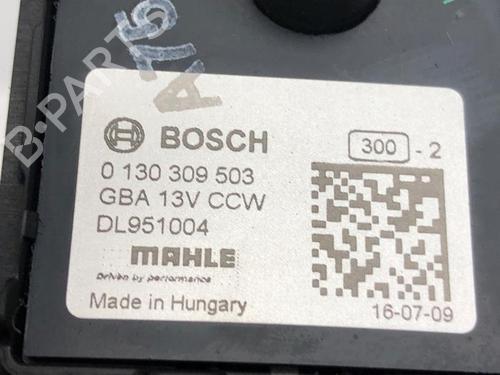 B-PARTS
BOSCH
300 - 2
0 130 309 503
GBA 13V CCW
DL951004
MAHLE
Driven by performance
Made in Hungary
16-07-09